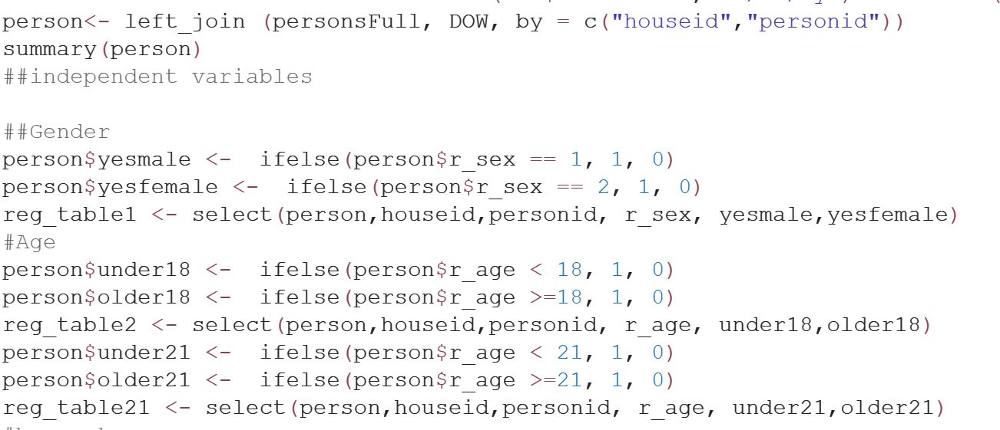 person<- left_join (personsFull, DOW, by = c("houseid","personid"))
summary(person)
##independent variables
##Gender
person$yesmale <-  ifelse(person$r_sex == 1, 1, 0)
person$yesfemale <-  ifelse(person$r_sex == 2, 1, 0)
reg_table1 <- select(person,houseid,personid, r_sex, yesmale,yesfemale)
#Age
person$under18 <-  ifelse(person$r_age < 18, 1, 0)
person$older18 <-  ifelse(person$r_age >=18, 1, 0)
reg_table2 <- select(person,houseid,personid, r_age, under18,older18)
person$under21 <-  ifelse(person$r_age < 21, 1, 0)
person$older21 <-  ifelse(person$r_age >=21, 1, 0)
reg_table21 <- select(person,houseid,personid, r_age, under21,older21)